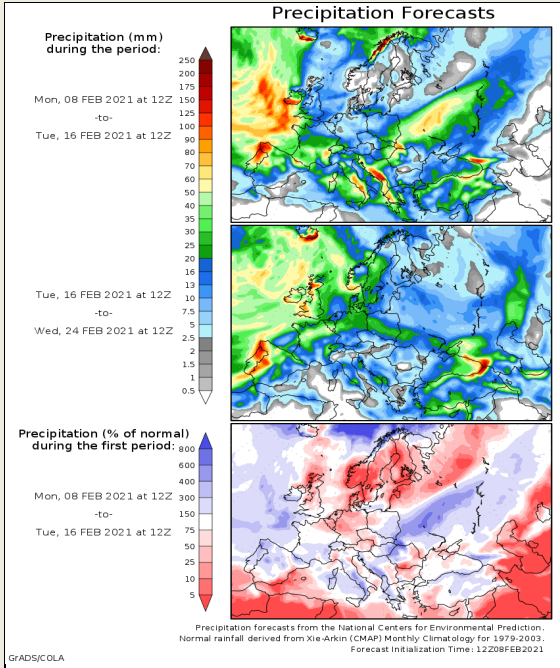 Precipitation Forecasts
Precipitation (mm)
during the period:
Mon, 08 FEB 2021 at 12Z
-to-
Tue, 16 FEB 2021 at 12Z
250
200
175
150
125
100
90
80
70
60
50
40
35
30
25
20
16
13
10
7.5
5
2.5
2
1.5
1
0.5
Tue, 16 FEB 2021 at 12Z
-to-
Wed, 24 FEB 2021 at 12Z
Precipitation (% of normal)
during the first period:
Mon, 08 FEB 2021 at 12Z
-to-
Tue, 16 FEB 2021 at 12Z
800
600
400
300
150
75
50
25
10
5
Precipitation forecasts from the National Centers for Environmental Prediction.
Normal rainfall derived from Xie-Arkin (CMAP) Monthly Climatology for 1979-2003.
Forecast Initialization Time: 12Z08FEB2021
GrADS/COLA